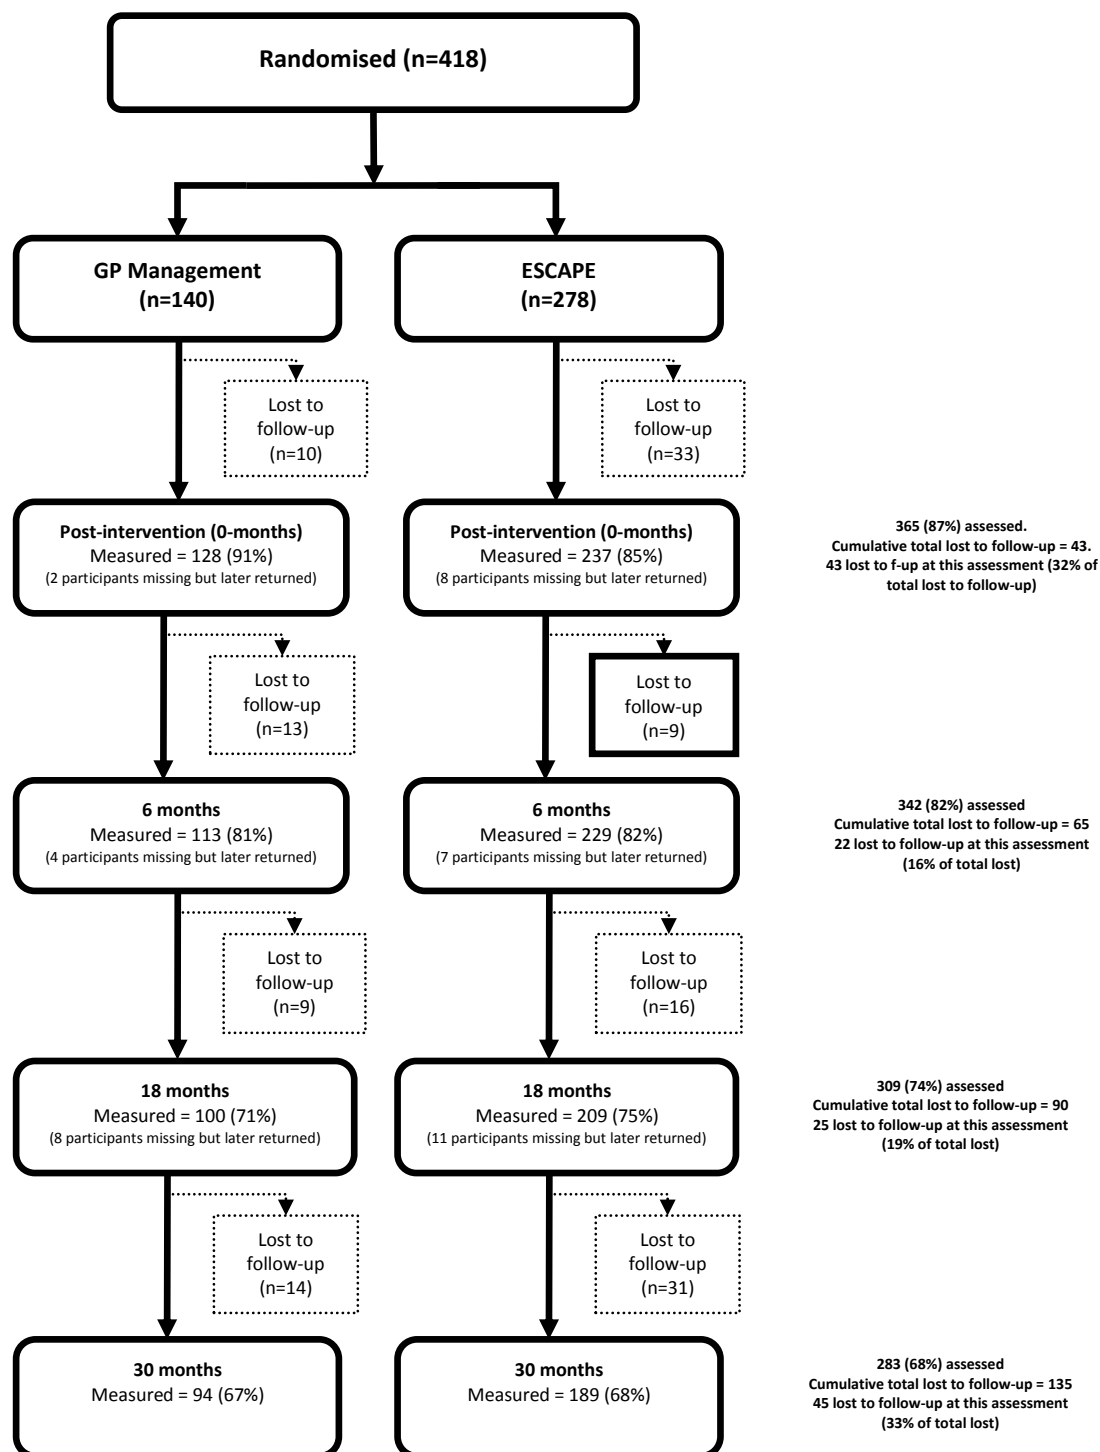 Randomised (n=418)
GP Management
(n=140)
ESCAPE
(n=278)
Lost to
follow-up
(n=10)
Lost to
follow-up
(n=33)
Post-intervention (0-months)
Measured = 128 (91%)
(2 participants missing but later returned)
Post-intervention (0-months)
Measured = 237 (85%)
(8 participants missing but later returned)
365 (87%) assessed.
Cumulative total lost to follow-up = 43.
43 lost to f-up at this assessment (32% of
total lost to follow-up)
Lost to
follow-up
(n=13)
Lost to
follow-up
(n=9)
6 months
Measured = 113 (81%)
(4 participants missing but later returned)
6 months
Measured = 229 (82%)
(7 participants missing but later returned)
342 (82%) assessed
Cumulative total lost to follow-up = 65
22 lost to follow-up at this assessment
(16% of total lost)
Lost to
follow-up
(n=9)
Lost to
follow-up
(n=16)
18 months
Measured = 100 (71%)
(8 participants missing but later returned)
18 months
Measured = 209 (75%)
(11 participants missing but later returned)
309 (74%) assessed
Cumulative total lost to follow-up = 90
25 lost to follow-up at this assessment
(19% of total lost)
Lost to
follow-up
(n=14)
Lost to
follow-up
(n=31)
30 months
Measured = 94 (67%)
30 months
Measured = 189 (68%)
283 (68%) assessed
Cumulative total lost to follow-up = 135
45 lost to follow-up at this assessment
(33% of total lost)